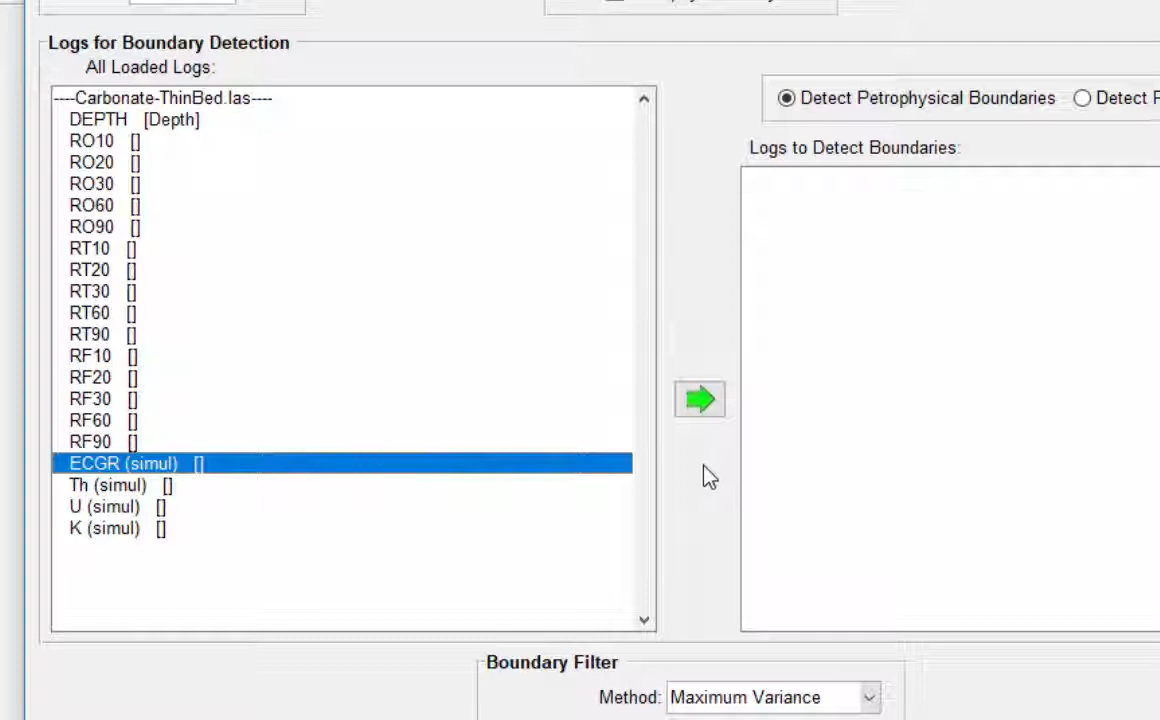 Logs for Boundary Detection
All Loaded Logs:
----Carbonate-ThinBed.las----
DEPTH [Depth]
RO10 []
RO20 []
RO30 []
RO60 []
RO90 []
RT10 []
RT20 []
RT30 []
RT60 []
RT90 []
RF10 []
RF20 []
RF30 []
RF60 []
RF90 []
ECGR (simul) []
Th (simul) []
U (simul) []
K (simul) []
Detect Petrophysical Boundaries
Detect
Logs to Detect Boundaries:
Boundary Filter
Method: Maximum Variance